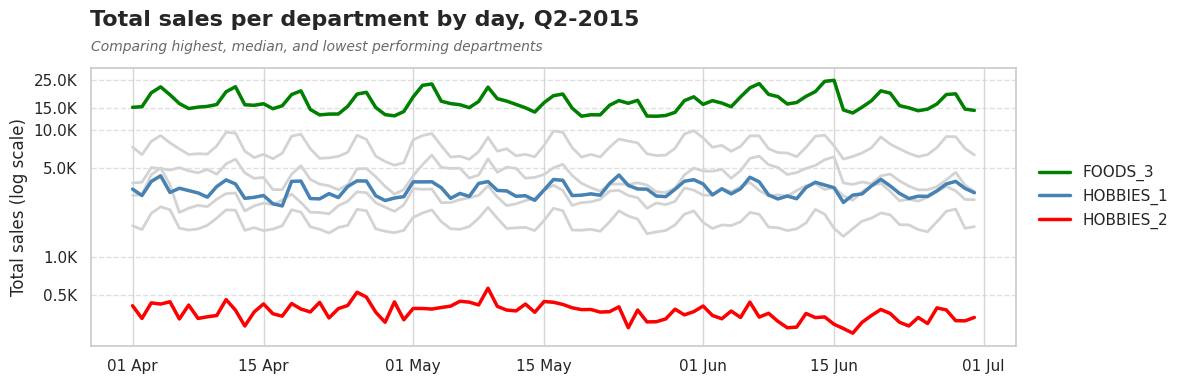 Total sales per department by day, Q2-2015
Comparing highest, median, and lowest performing departments
Total sales (log scale)
25.0K
15.0K
10.0K
5.0K
1.0K
0.5K
01 Apr
15 Apr
01 May
15 May
01 Jun
15 Jun
01 Jul
FOODS_3
HOBBIES_1
HOBBIES_2